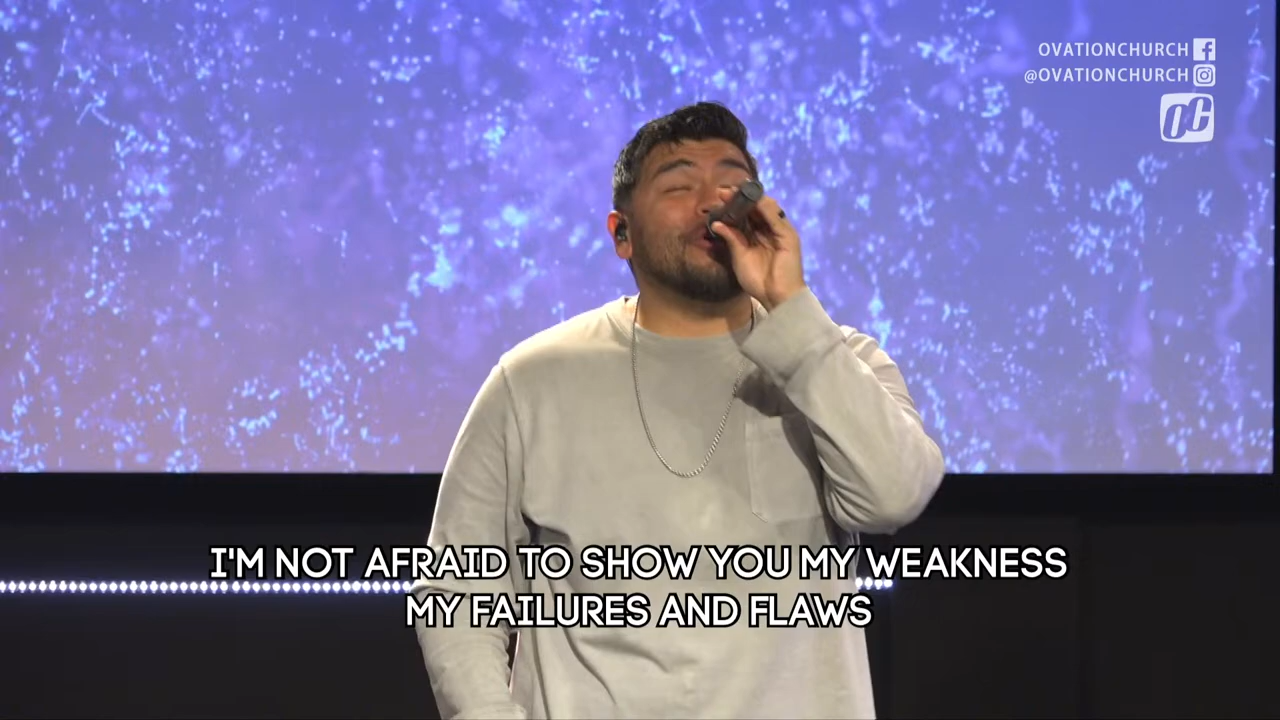 OVATIONCHURCH
@OVATIONCHURCH
OC
I'M NOT AFRAID TO SHOW YOU MY WEAKNESS
MY FAILURES AND FLAWS